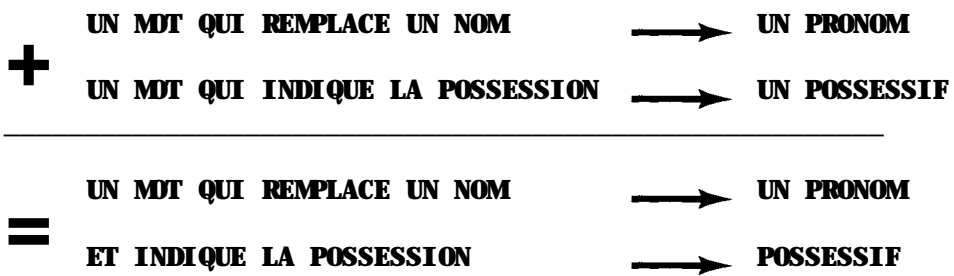 UN MOT QUI REMPLACE UN NOM UN PRONOM
+
UN MOT QUI INDIQUE LA POSSESSION UN POSSESSIF
UN MOT QUI REMPLACE UN NOM UN PRONOM
=
ET INDIQUE LA POSSESSION POSSESSIF